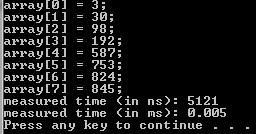 array[0] = 3;
array[1] = 30;
array[2] = 98;
array[3] = 192;
array[4] = 587;
array[5] = 753;
array[6] = 824;
array[7] = 845;
measured time (in ns): 5121
measured time (in ms): 0.005
Press any key to continue . . .